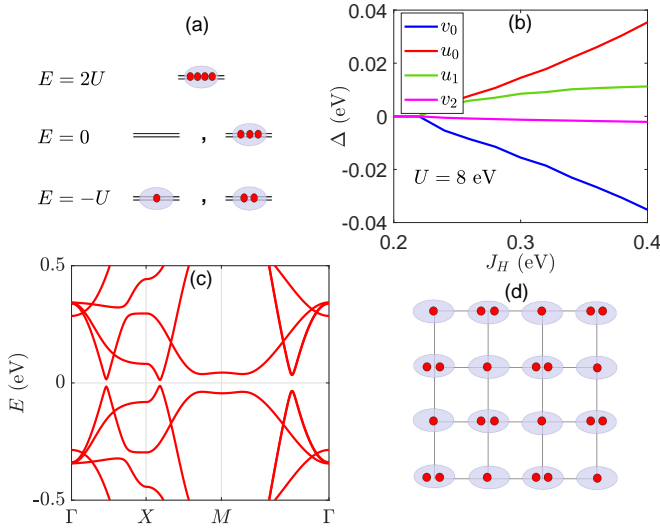 (a)
E = 2U
E = 0
,
E = −U
,
(b)
0.04
0.02
0
-0.02
-0.04
Δ (eV)
v₀
u₀
u₁
v₂
U = 8 eV
0.2
0.3
0.4
J_H (eV)
(c)
0.5
0
-0.5
E (eV)
Γ
X
M
Γ
(d)